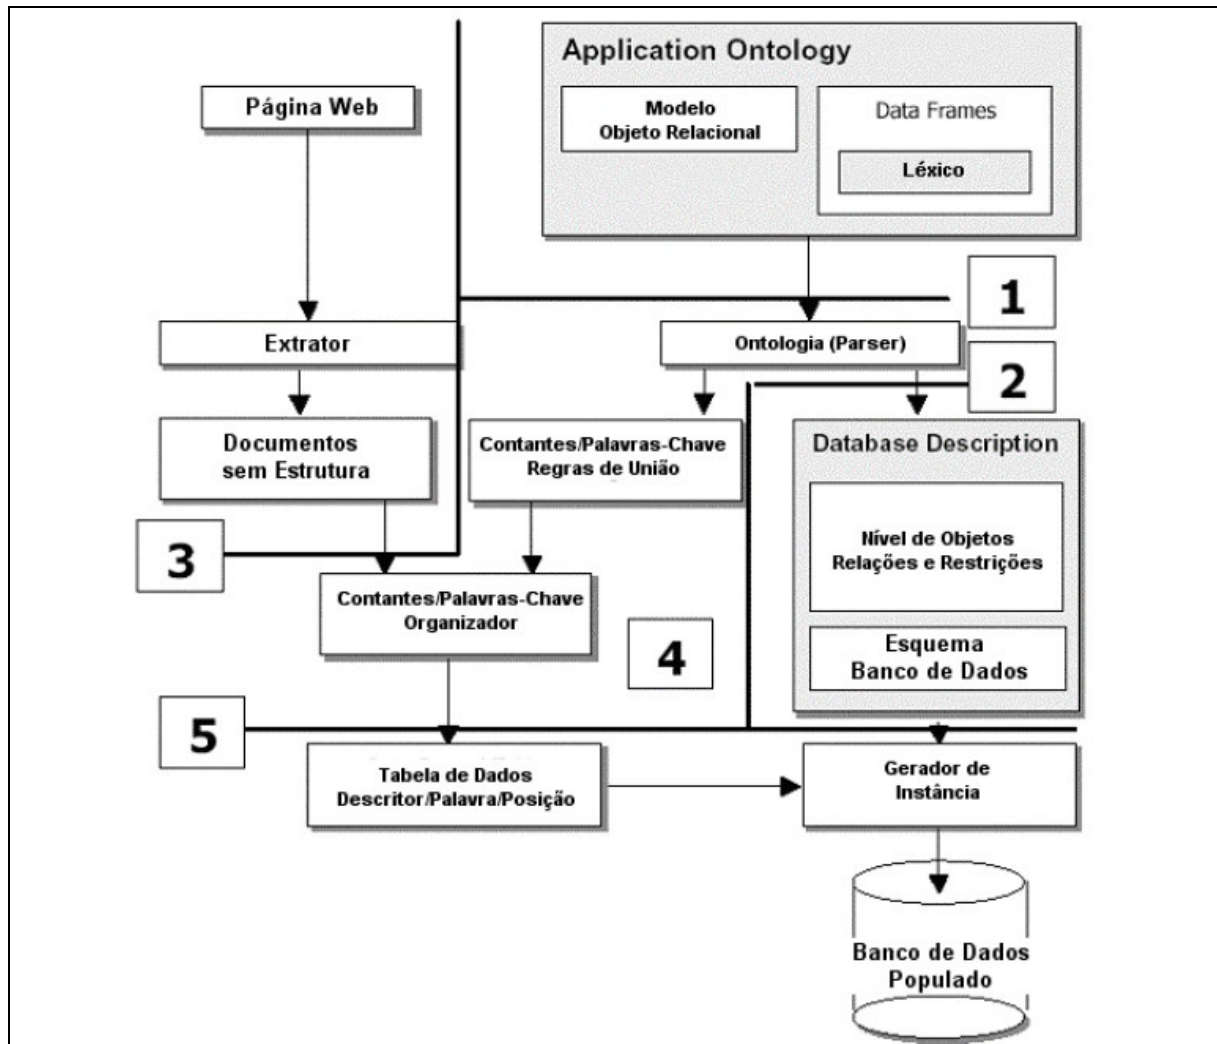 Application Ontology
Página Web
Modelo
Objeto Relacional
Data Frames
Léxico
1
Extrator
Ontologia (Parser)
2
Documentos
sem Estrutura
Contantes/Palavras-Chave
Regras de União
Database Description
Nível de Objetos
Relações e Restrições
3
Contantes/Palavras-Chave
Organizador
4
Esquema
Banco de Dados
5
Tabela de Dados
Descritor/Palavra/Posição
Gerador de
Instância
Banco de Dados
Populado